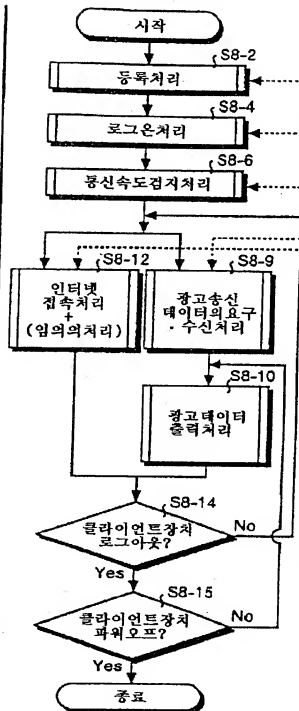 시작
S8-2
등록처리
S8-4
로그온처리
S8-6
통신속도검지처리
S8-12
인터넷
접속처리
+
(임의의처리)
S8-9
광고송신
데이터의요구
·수신처리
S8-10
광고데이터
출력처리
S8-14
클라이언트장치
로그아웃?
No
Yes
S8-15
클라이언트장치
파워오프?
No
Yes
종료